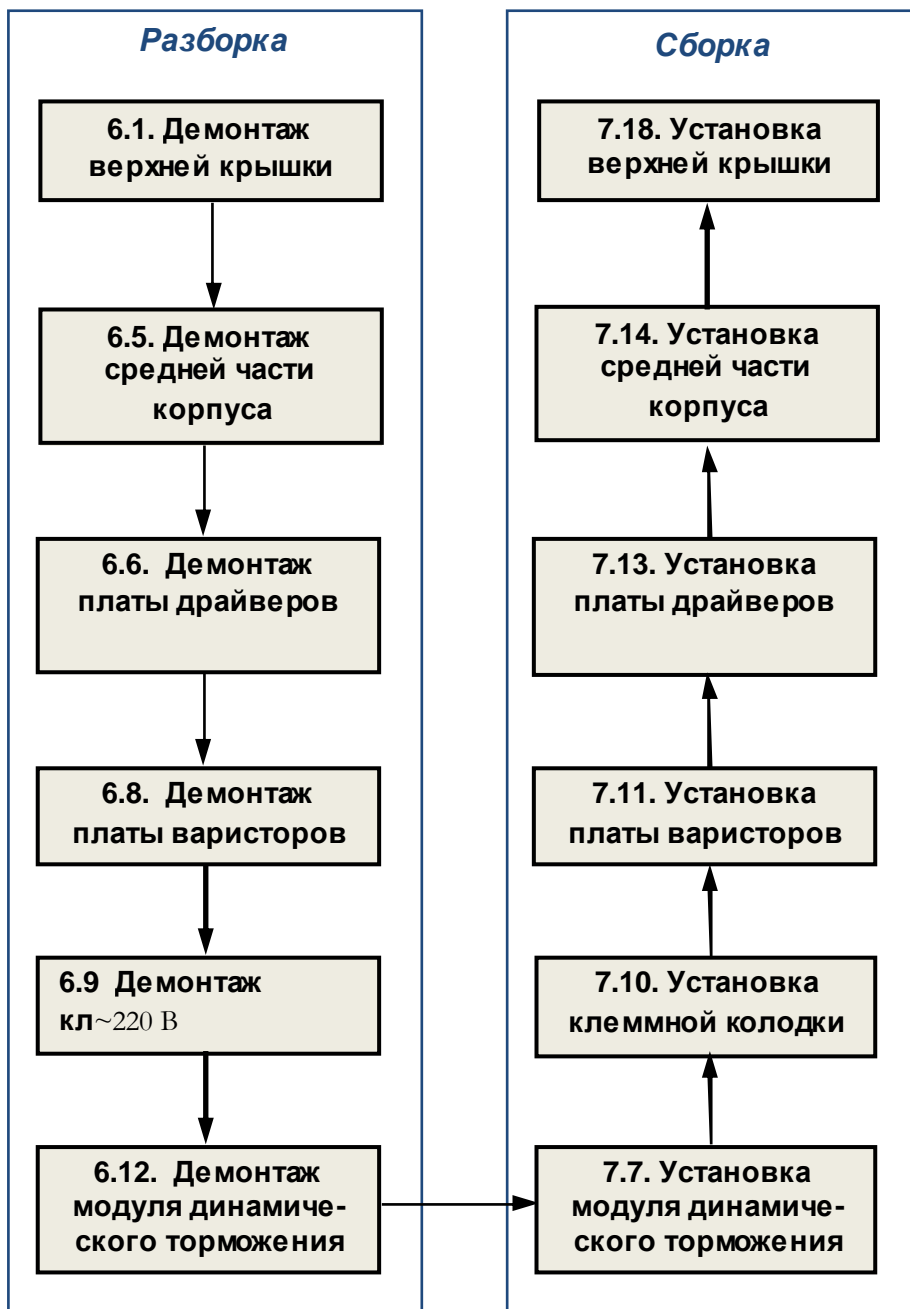 Разборка
6.1. Демонтаж
верхней крышки
6.5. Демонтаж
средней части
корпуса
6.6. Демонтаж
платы драйверов
6.8. Демонтаж
платы варисторов
6.9 Демонтаж
кл~220 В
6.12. Демонтаж
модуля динамиче-
ского торможения
Сборка
7.18. Установка
верхней крышки
7.14. Установка
средней части
корпуса
7.13. Установка
платы драйверов
7.11. Установка
платы варисторов
7.10. Установка
клеммной колодки
7.7. Установка
модуля динамиче-
ского торможения